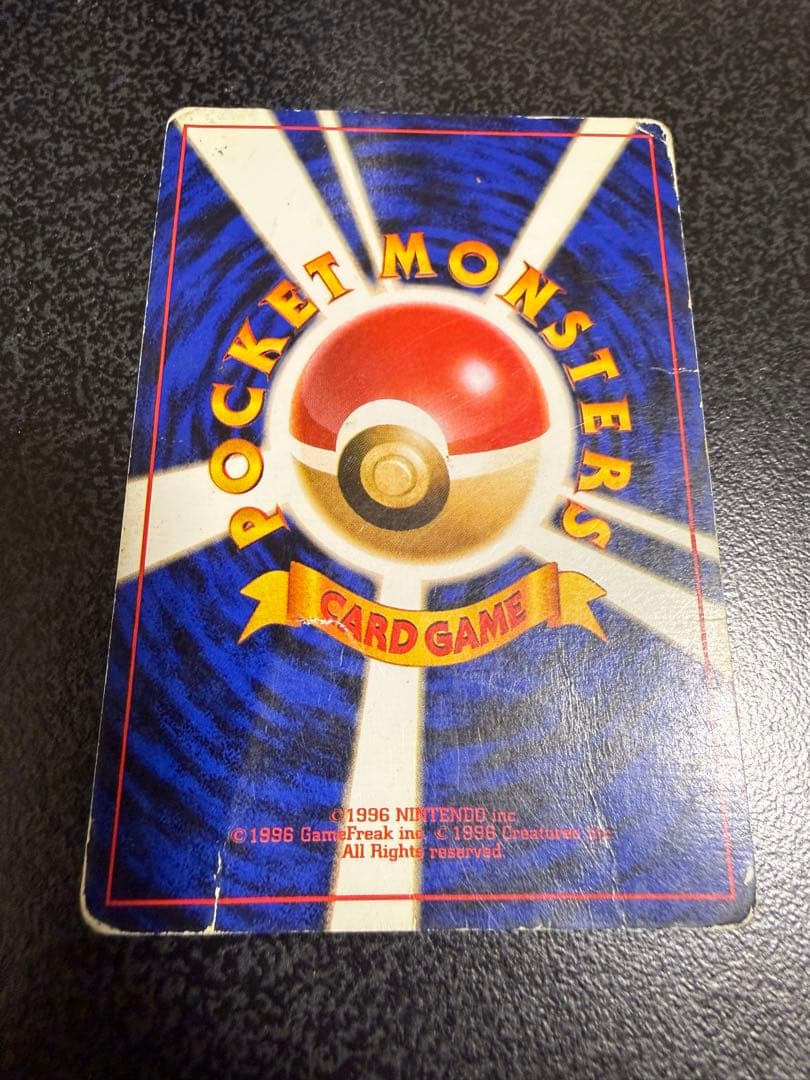 POCKET MONSTERS
CARD GAME
©1996 NINTENDO inc.
©1996 GameFreak inc. ©1996 Creatures inc.
All Rights reserved.